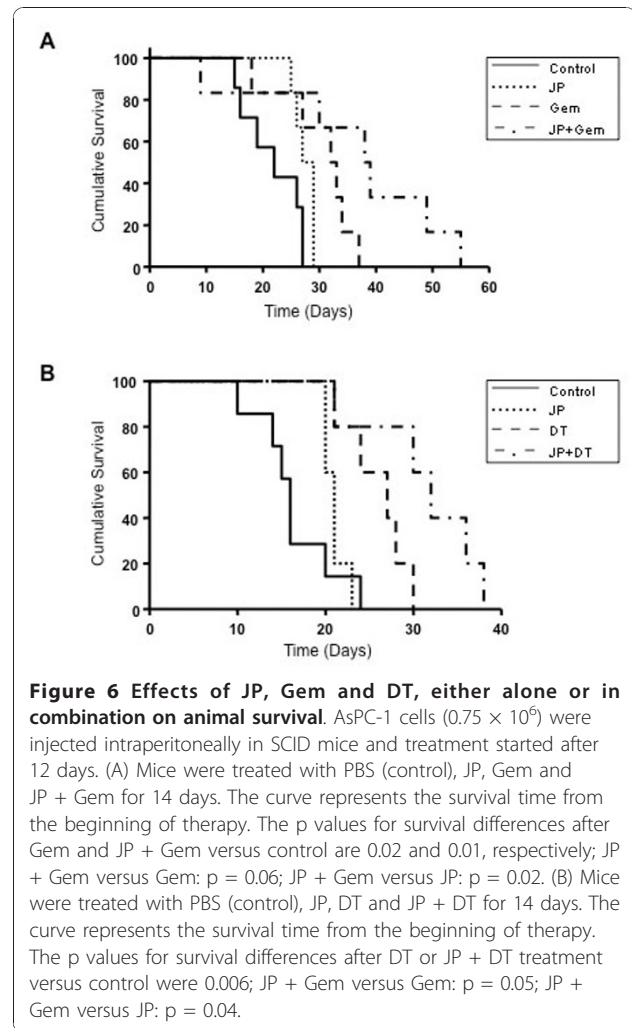 A
Cumulative Survival
100
80
60
40
20
0
0 10 20 30 40 50 60
Time (Days)
Control
JP
Gem
JP+Gem
B
Cumulative Survival
100
80
60
40
20
0
0 10 20 30 40
Time (Days)
Control
JP
DT
JP+DT
Figure 6 Effects of JP, Gem and DT, either alone or in
combination on animal survival. AsPC-1 cells (0.75 × 10⁶) were
injected intraperitoneally in SCID mice and treatment started after
12 days. (A) Mice were treated with PBS (control), JP, Gem and
JP + Gem for 14 days. The curve represents the survival time from
the beginning of therapy. The p values for survival differences after
Gem and JP + Gem versus control are 0.02 and 0.01, respectively; JP
+ Gem versus Gem: p = 0.06; JP + Gem versus JP: p = 0.02. (B) Mice
were treated with PBS (control), JP, DT and JP + DT for 14 days. The
curve represents the survival time from the beginning of therapy.
The p values for survival differences after DT or JP + DT treatment
versus control were 0.006; JP + Gem versus Gem: p = 0.05; JP +
Gem versus JP: p = 0.04.